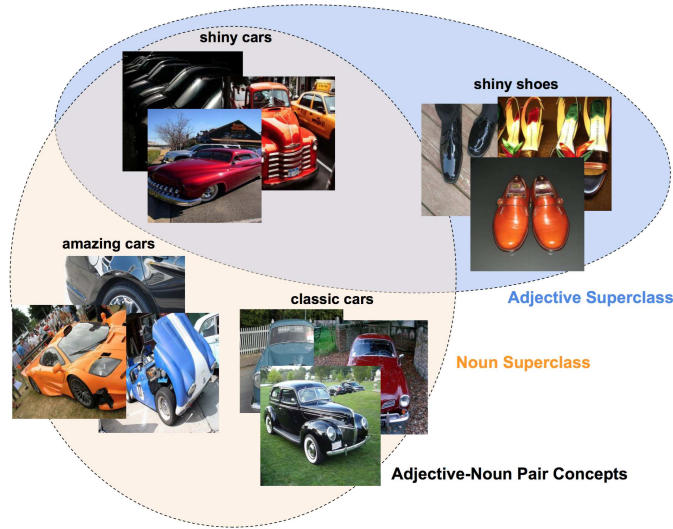 shiny cars
shiny shoes
amazing cars
classic cars
Adjective Superclass
Noun Superclass
Adjective-Noun Pair Concepts